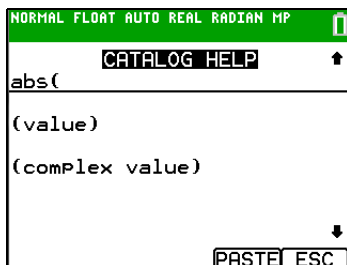 NORMAL FLOAT AUTO REAL RADIAN MP
CATALOG HELP
abs(
(value)
(complex value)
PASTE ESC